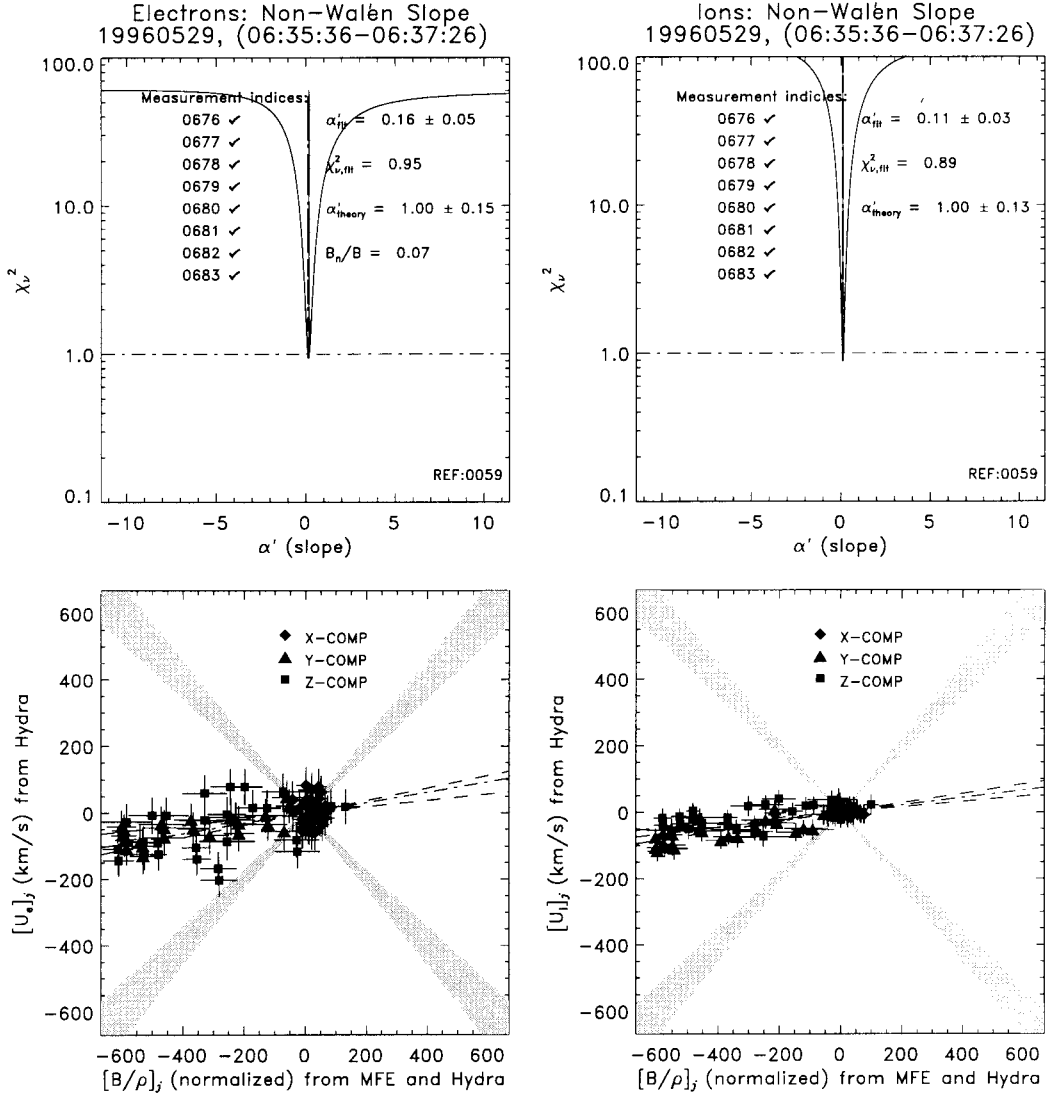 Electrons: Non-Walén Slope
19960529, (06:35:36-06:37:26)
100.0
10.0
1.0
0.1
χν²
Measurement indices:
0676 ✓
0677 ✓
0678 ✓
0679 ✓
0680 ✓
0681 ✓
0682 ✓
0683 ✓
α'fit = 0.16 ± 0.05
χ²ν,fit = 0.95
α'theory = 1.00 ± 0.15
Bn/B = 0.07
REF:0059
-10 -5 0 5 10
α' (slope)
Ions: Non-Walén Slope
19960529, (06:35:36-06:37:26)
100.0
10.0
1.0
0.1
χν²
Measurement indicies:
0676 ✓
0677 ✓
0678 ✓
0679 ✓
0680 ✓
0681 ✓
0682 ✓
0683 ✓
α'fit = 0.11 ± 0.03
χ²ν,fit = 0.89
α'theory = 1.00 ± 0.13
REF:0059
-10 -5 0 5 10
α' (slope)
600
400
200
0
-200
-400
-600
[Ue]j (km/s) from Hydra
X-COMP
Y-COMP
Z-COMP
-600 -400 -200 0 200 400 600
[B/ρ]j (normalized) from MFE and Hydra
600
400
200
0
-200
-400
-600
[Ui]j (km/s) from Hydra
X-COMP
Y-COMP
Z-COMP
-600 -400 -200 0 200 400 600
[B/ρ]j (normalized) from MFE and Hydra